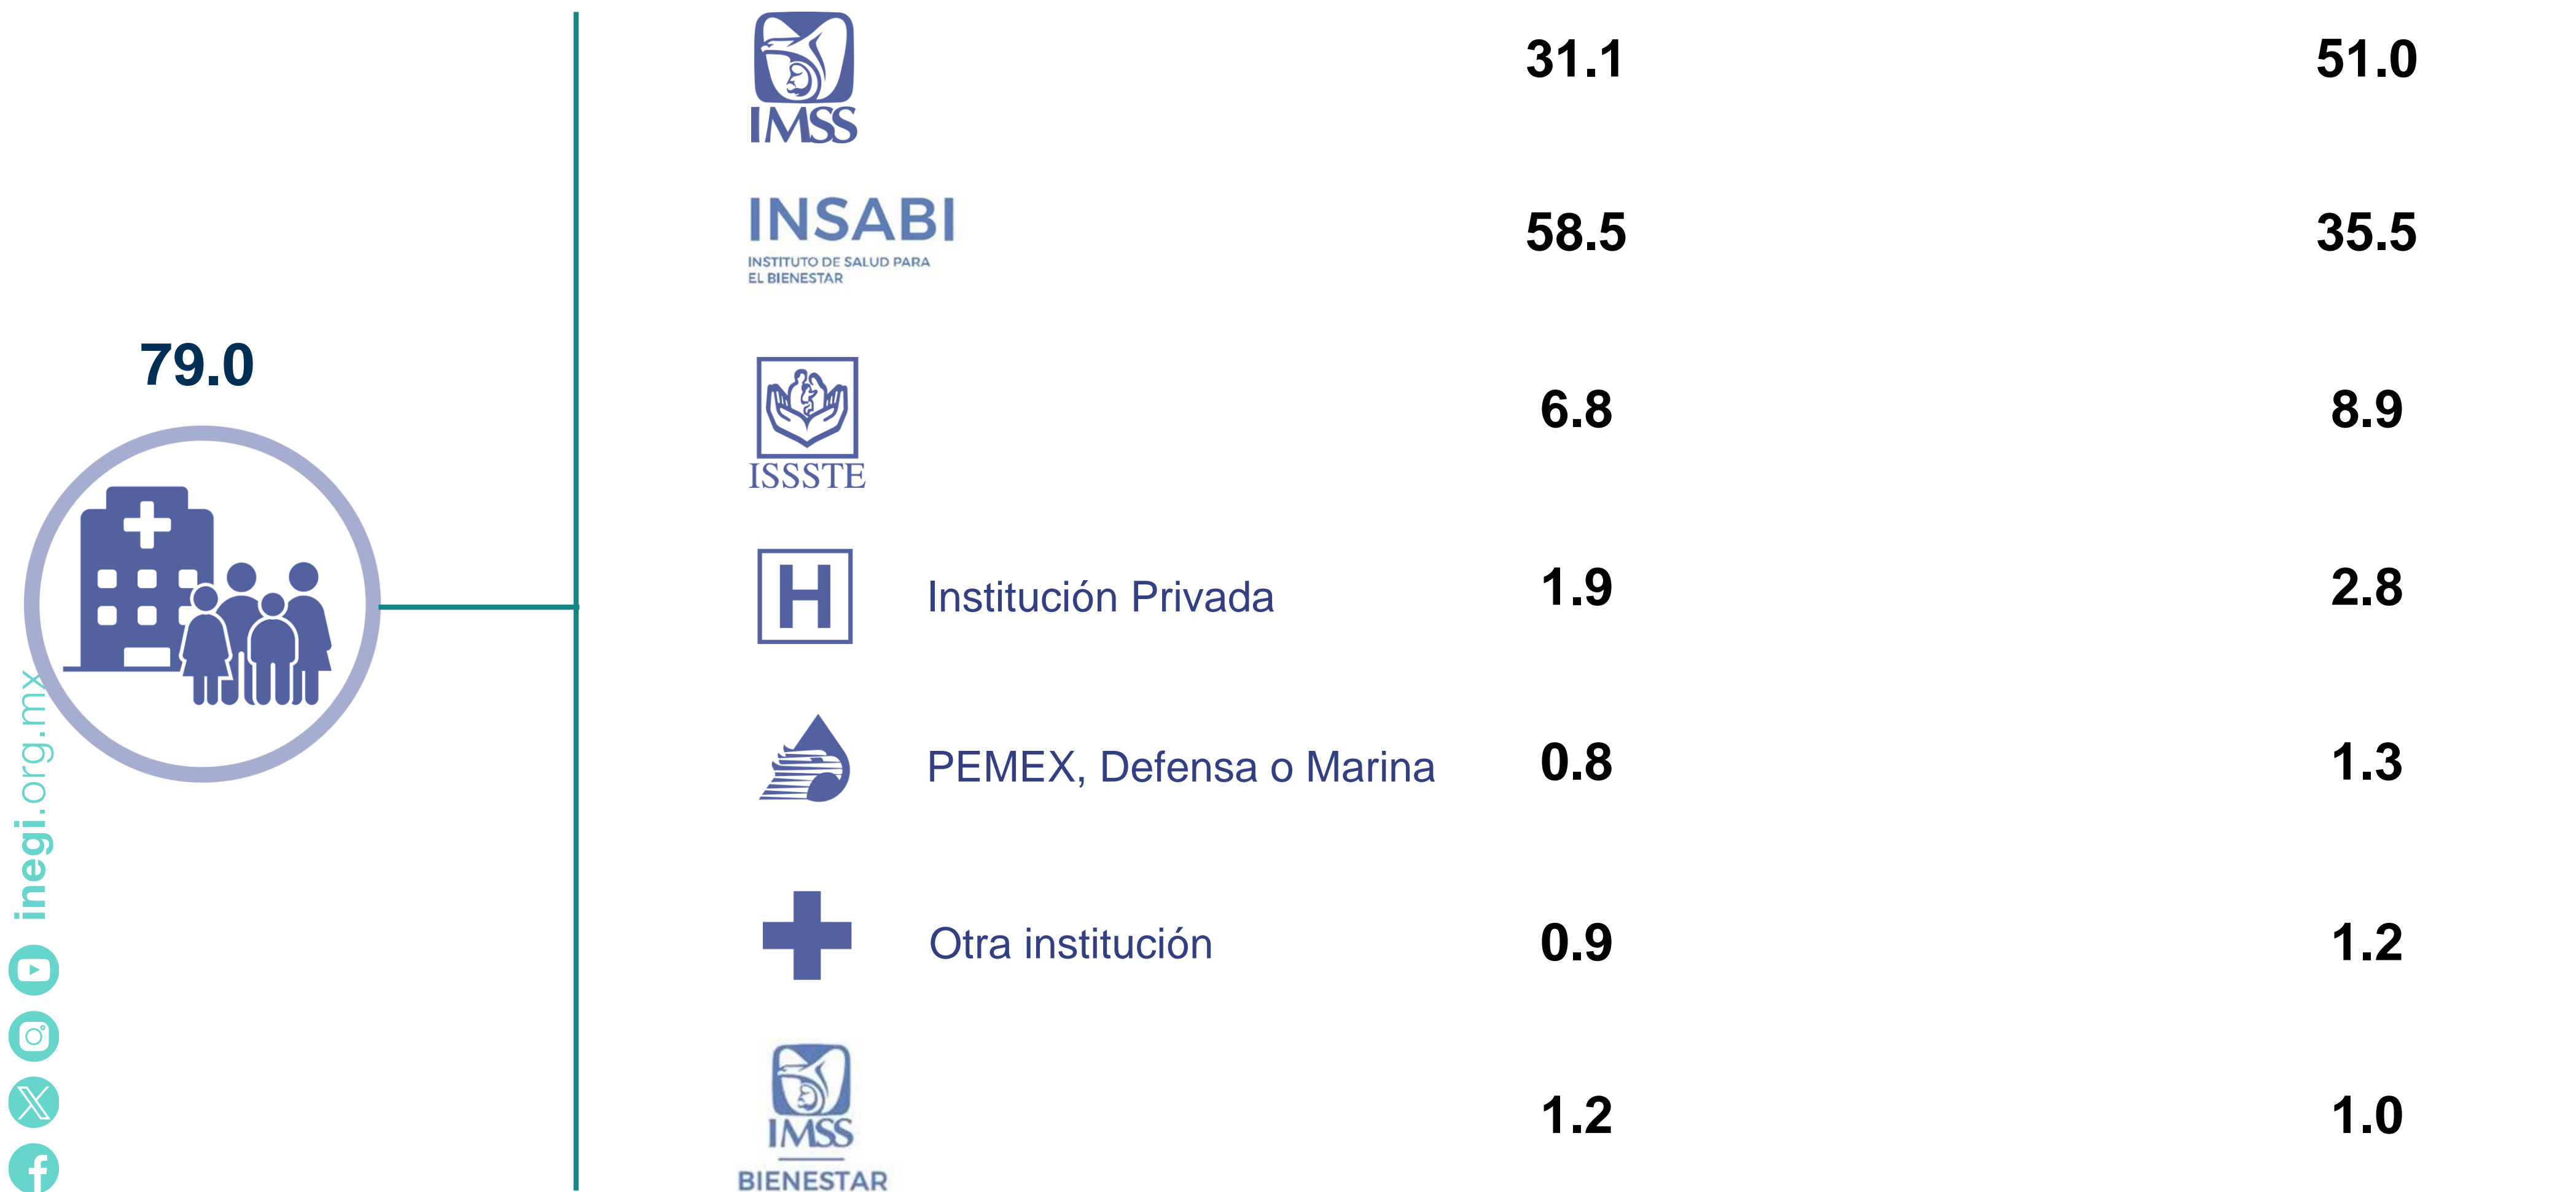 79.0
IMSS
31.1
51.0
INSABI
INSTITUTO DE SALUD PARA
EL BIENESTAR
58.5
35.5
ISSSTE
6.8
8.9
H
Institución Privada
1.9
2.8
PEMEX, Defensa o Marina
0.8
1.3
Otra institución
0.9
1.2
IMSS
BIENESTAR
1.2
1.0
inegi.org.mx